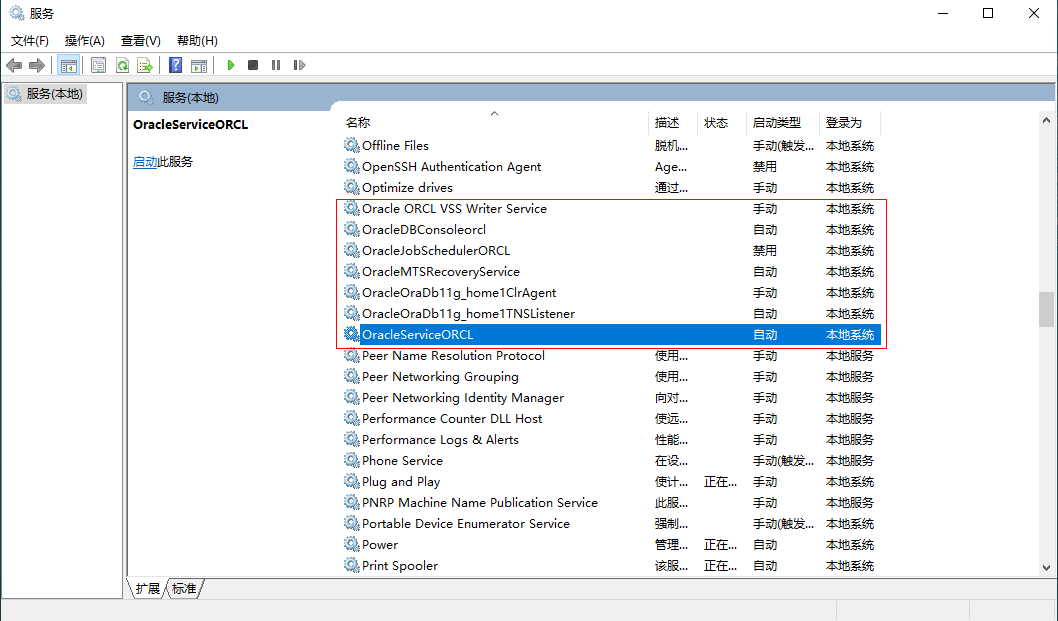 服务
文件(F) 操作(A) 查看(V) 帮助(H)
服务(本地)
服务(本地)
OracleServiceORCL
启动此服务
名称 描述 状态 启动类型 登录为
Offline Files 脱机... 手动(触发... 本地系统
OpenSSH Authentication Agent Age... 禁用 本地系统
Optimize drives 通过... 手动 本地系统
Oracle ORCL VSS Writer Service 手动 本地系统
OracleDBConsoleorcl 自动 本地系统
OracleJobSchedulerORCL 禁用 本地系统
OracleMTSRecoveryService 自动 本地系统
OracleOraDb11g_home1ClrAgent 手动 本地系统
OracleOraDb11g_home1TNSListener 自动 本地系统
OracleServiceORCL 自动 本地系统
Peer Name Resolution Protocol 使用... 手动 本地服务
Peer Networking Grouping 使用... 手动 本地服务
Peer Networking Identity Manager 向对... 手动 本地服务
Performance Counter DLL Host 使远... 手动 本地服务
Performance Logs & Alerts 性能... 手动 本地服务
Phone Service 在设... 手动(触发... 本地服务
Plug and Play 使计... 正在... 手动 本地系统
PNRP Machine Name Publication Service 此服... 手动 本地服务
Portable Device Enumerator Service 强制... 手动(触发... 本地系统
Power 管理... 正在... 自动 本地系统
Print Spooler 该服... 正在... 自动 本地系统
扩展 标准